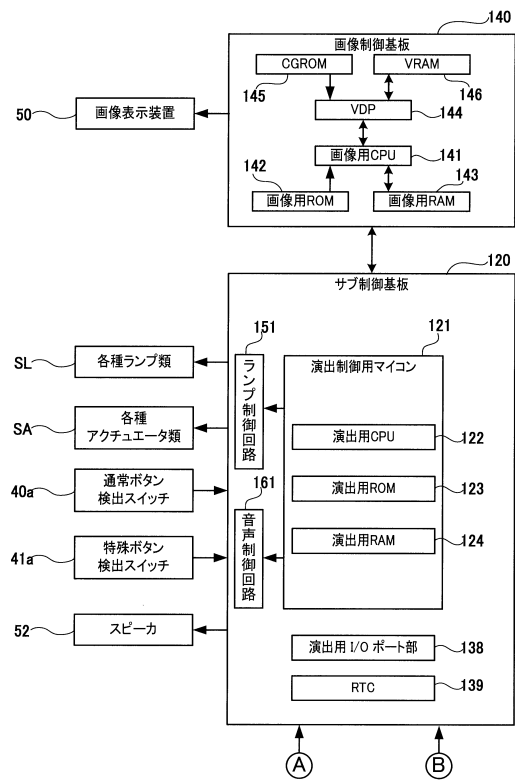 140
画像制御基板
CGROM
VRAM
145
146
50
画像表示装置
VDP
144
画像用CPU
141
142
143
画像用ROM
画像用RAM
120
サブ制御基板
151
121
SL
各種ランプ類
ランプ制御回路
演出制御用マイコン
SA
各種
アクチュエータ類
演出用CPU
122
40a
通常ボタン
検出スイッチ
161
演出用ROM
123
41a
特殊ボタン
検出スイッチ
音声制御回路
演出用RAM
124
52
スピーカ
演出用I/Oポート部
138
RTC
139
A
B